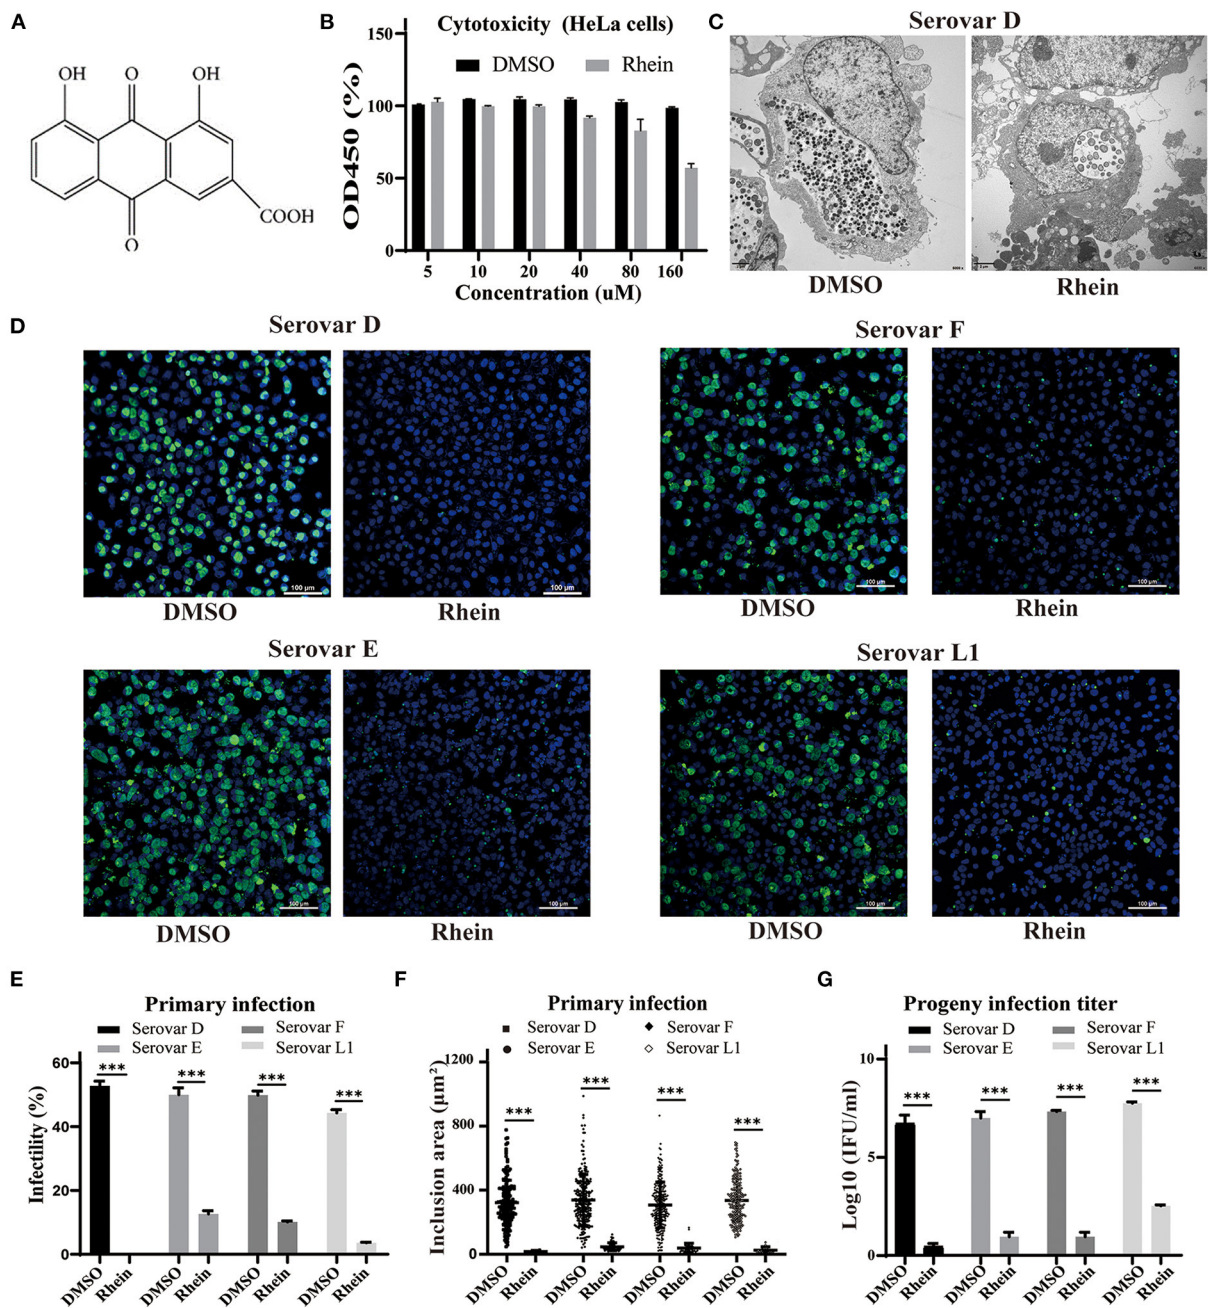 A
OH
O
OH
O
COOH
B
Cytotoxicity (HeLa cells)
DMSO
Rhein
OD450 (%)
150
100
50
0
5 10 20 40 80 160
Concentration (uM)
C
Serovar D
DMSO
Rhein
D
Serovar D
100 μm
100 μm
DMSO
Rhein
Serovar F
100 μm
100 μm
DMSO
Rhein
Serovar E
100 μm
100 μm
DMSO
Rhein
Serovar L1
100 μm
100 μm
DMSO
Rhein
E
Primary infection
Serovar D
Serovar F
Serovar E
Serovar L1
Infectility (%)
60
40
20
0
***
***
***
***
DMSO Rhein DMSO Rhein DMSO Rhein DMSO Rhein
F
Primary infection
Serovar D
Serovar F
Serovar E
Serovar L1
Inclusion area (μm²)
1200
800
400
0
***
***
***
***
DMSO Rhein DMSO Rhein DMSO Rhein DMSO Rhein
G
Progeny infection titer
Serovar D
Serovar F
Serovar E
Serovar L1
Log10 (IFU/ml)
10
5
0
***
***
***
***
DMSO Rhein DMSO Rhein DMSO Rhein DMSO Rhein